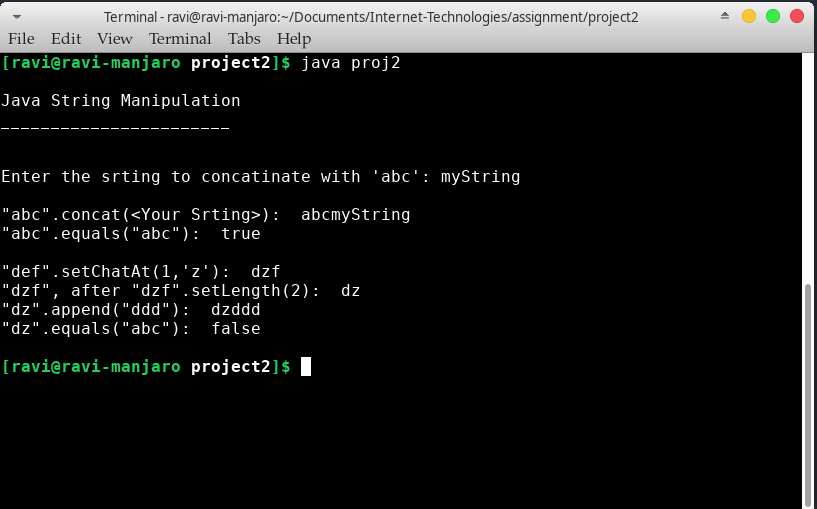 Terminal - ravi@ravi-manjaro:~/Documents/Internet-Technologies/assignment/project2
File Edit View Terminal Tabs Help
[ravi@ravi-manjaro project2]$ java proj2
Java String Manipulation
_______________________
Enter the srting to concatinate with 'abc': myString
"abc".concat(<Your Srting>):  abcmyString
"abc".equals("abc"):  true
"def".setChatAt(1,'z'):  dzf
"dzf", after "dzf".setLength(2):  dz
"dz".append("ddd"):  dzddd
"dz".equals("abc"):  false
[ravi@ravi-manjaro project2]$